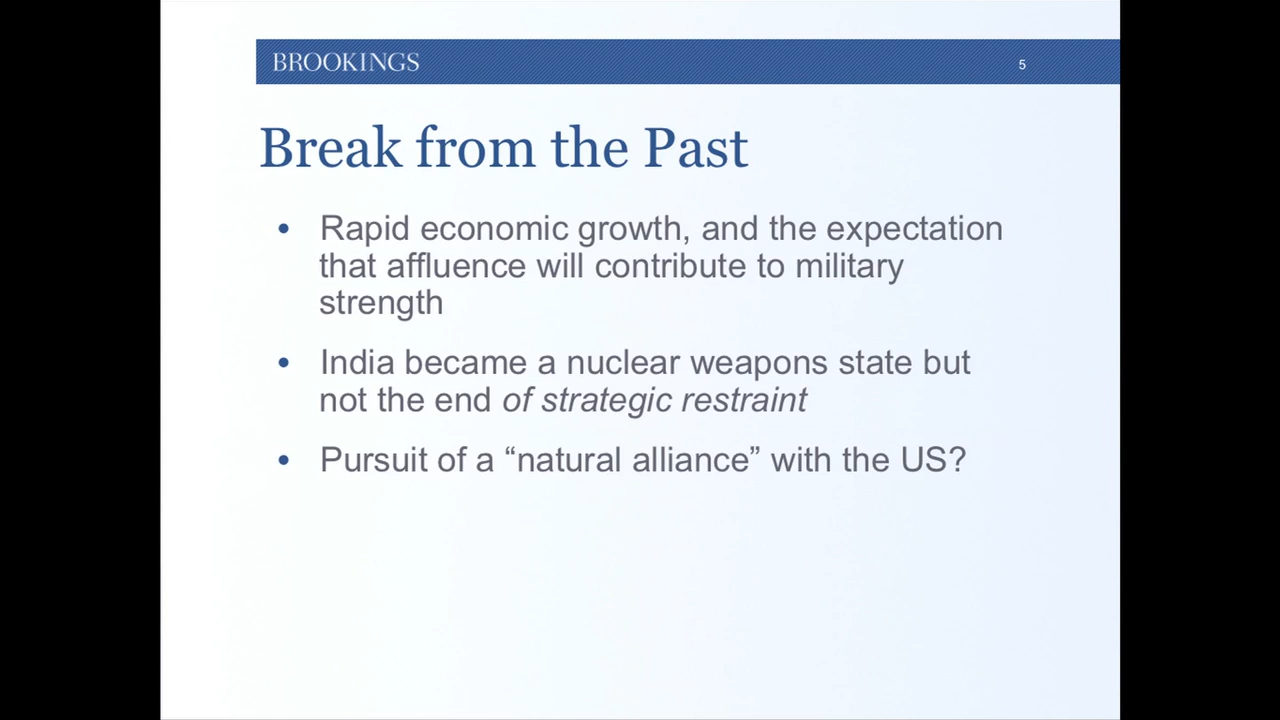 BROOKINGS
5
Break from the Past
• Rapid economic growth, and the expectation
that affluence will contribute to military
strength
• India became a nuclear weapons state but
not the end of strategic restraint
• Pursuit of a “natural alliance” with the US?